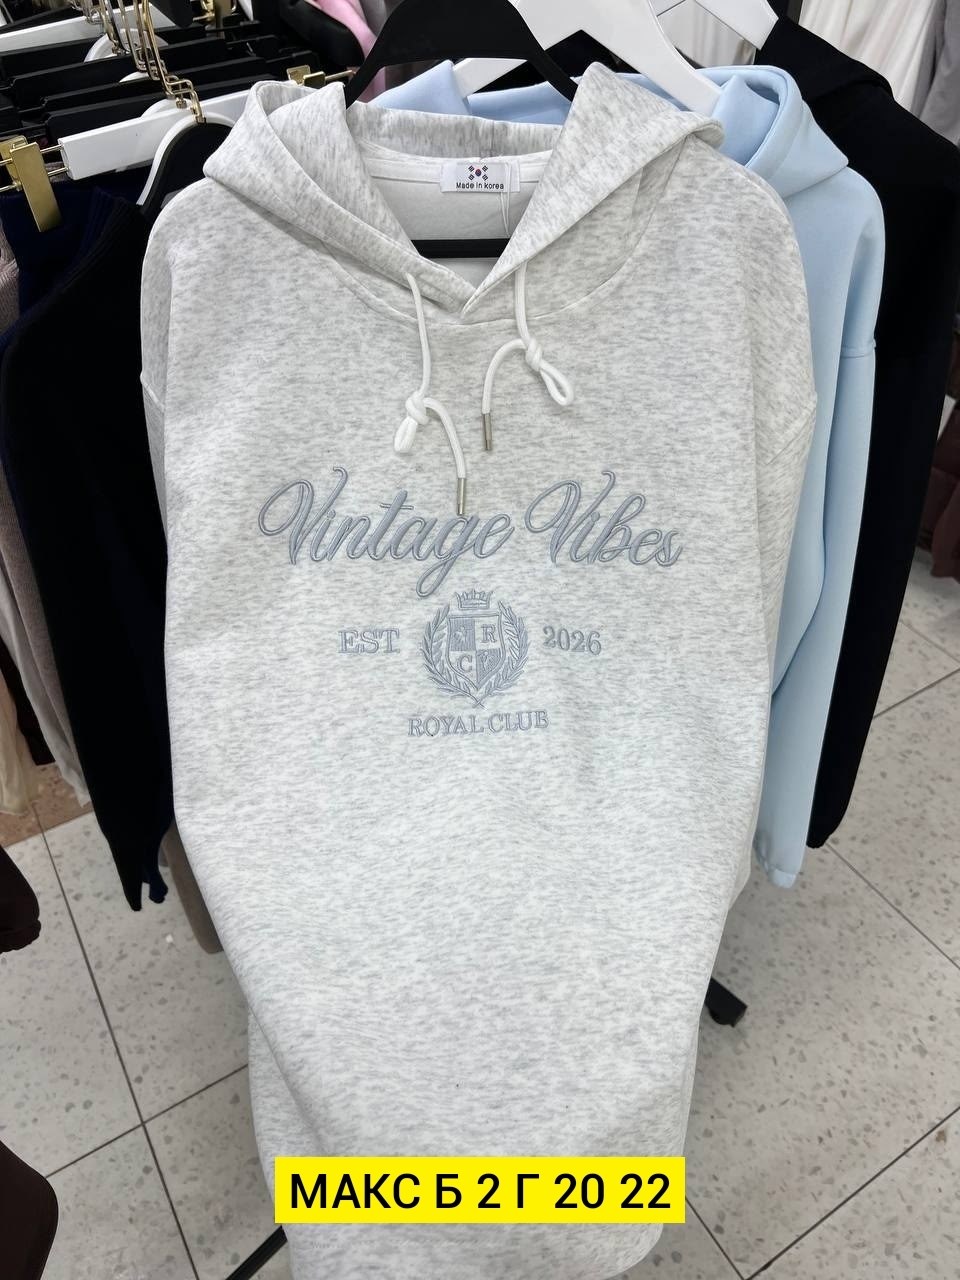 Made in korea
Vintage Vibes
EST 2026
R
C
ROYAL CLUB
МАКС Б 2 Г 20 22